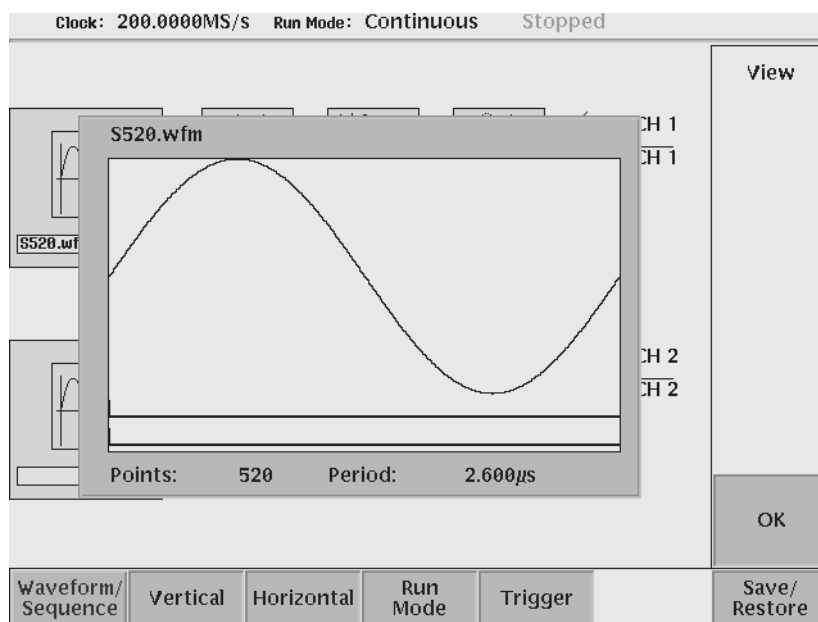 Clock: 200.0000MS/s Run Mode: Continuous Stopped
View
S520.wfm
CH 1
CH 1
S520.wf
CH 2
CH 2
Points: 520 Period: 2.600µs
OK
Waveform/
Sequence
Vertical
Horizontal
Run
Mode
Trigger
Save/
Restore